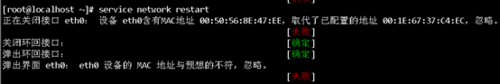 [root@localhost ~]# service network restart
正在关闭接口 eth0： eth0 设备 eth0含有MAC地址 00:50:56:8E:47:EE，取代了已配置的地址 00:1E:67:37:C4:EC，忽略。
[失败]
关闭环回接口： [确定]
弹出环回接口： [确定]
弹出界面 eth0： eth0 设备的 MAC 地址与预想的不符，忽略。
[失败]